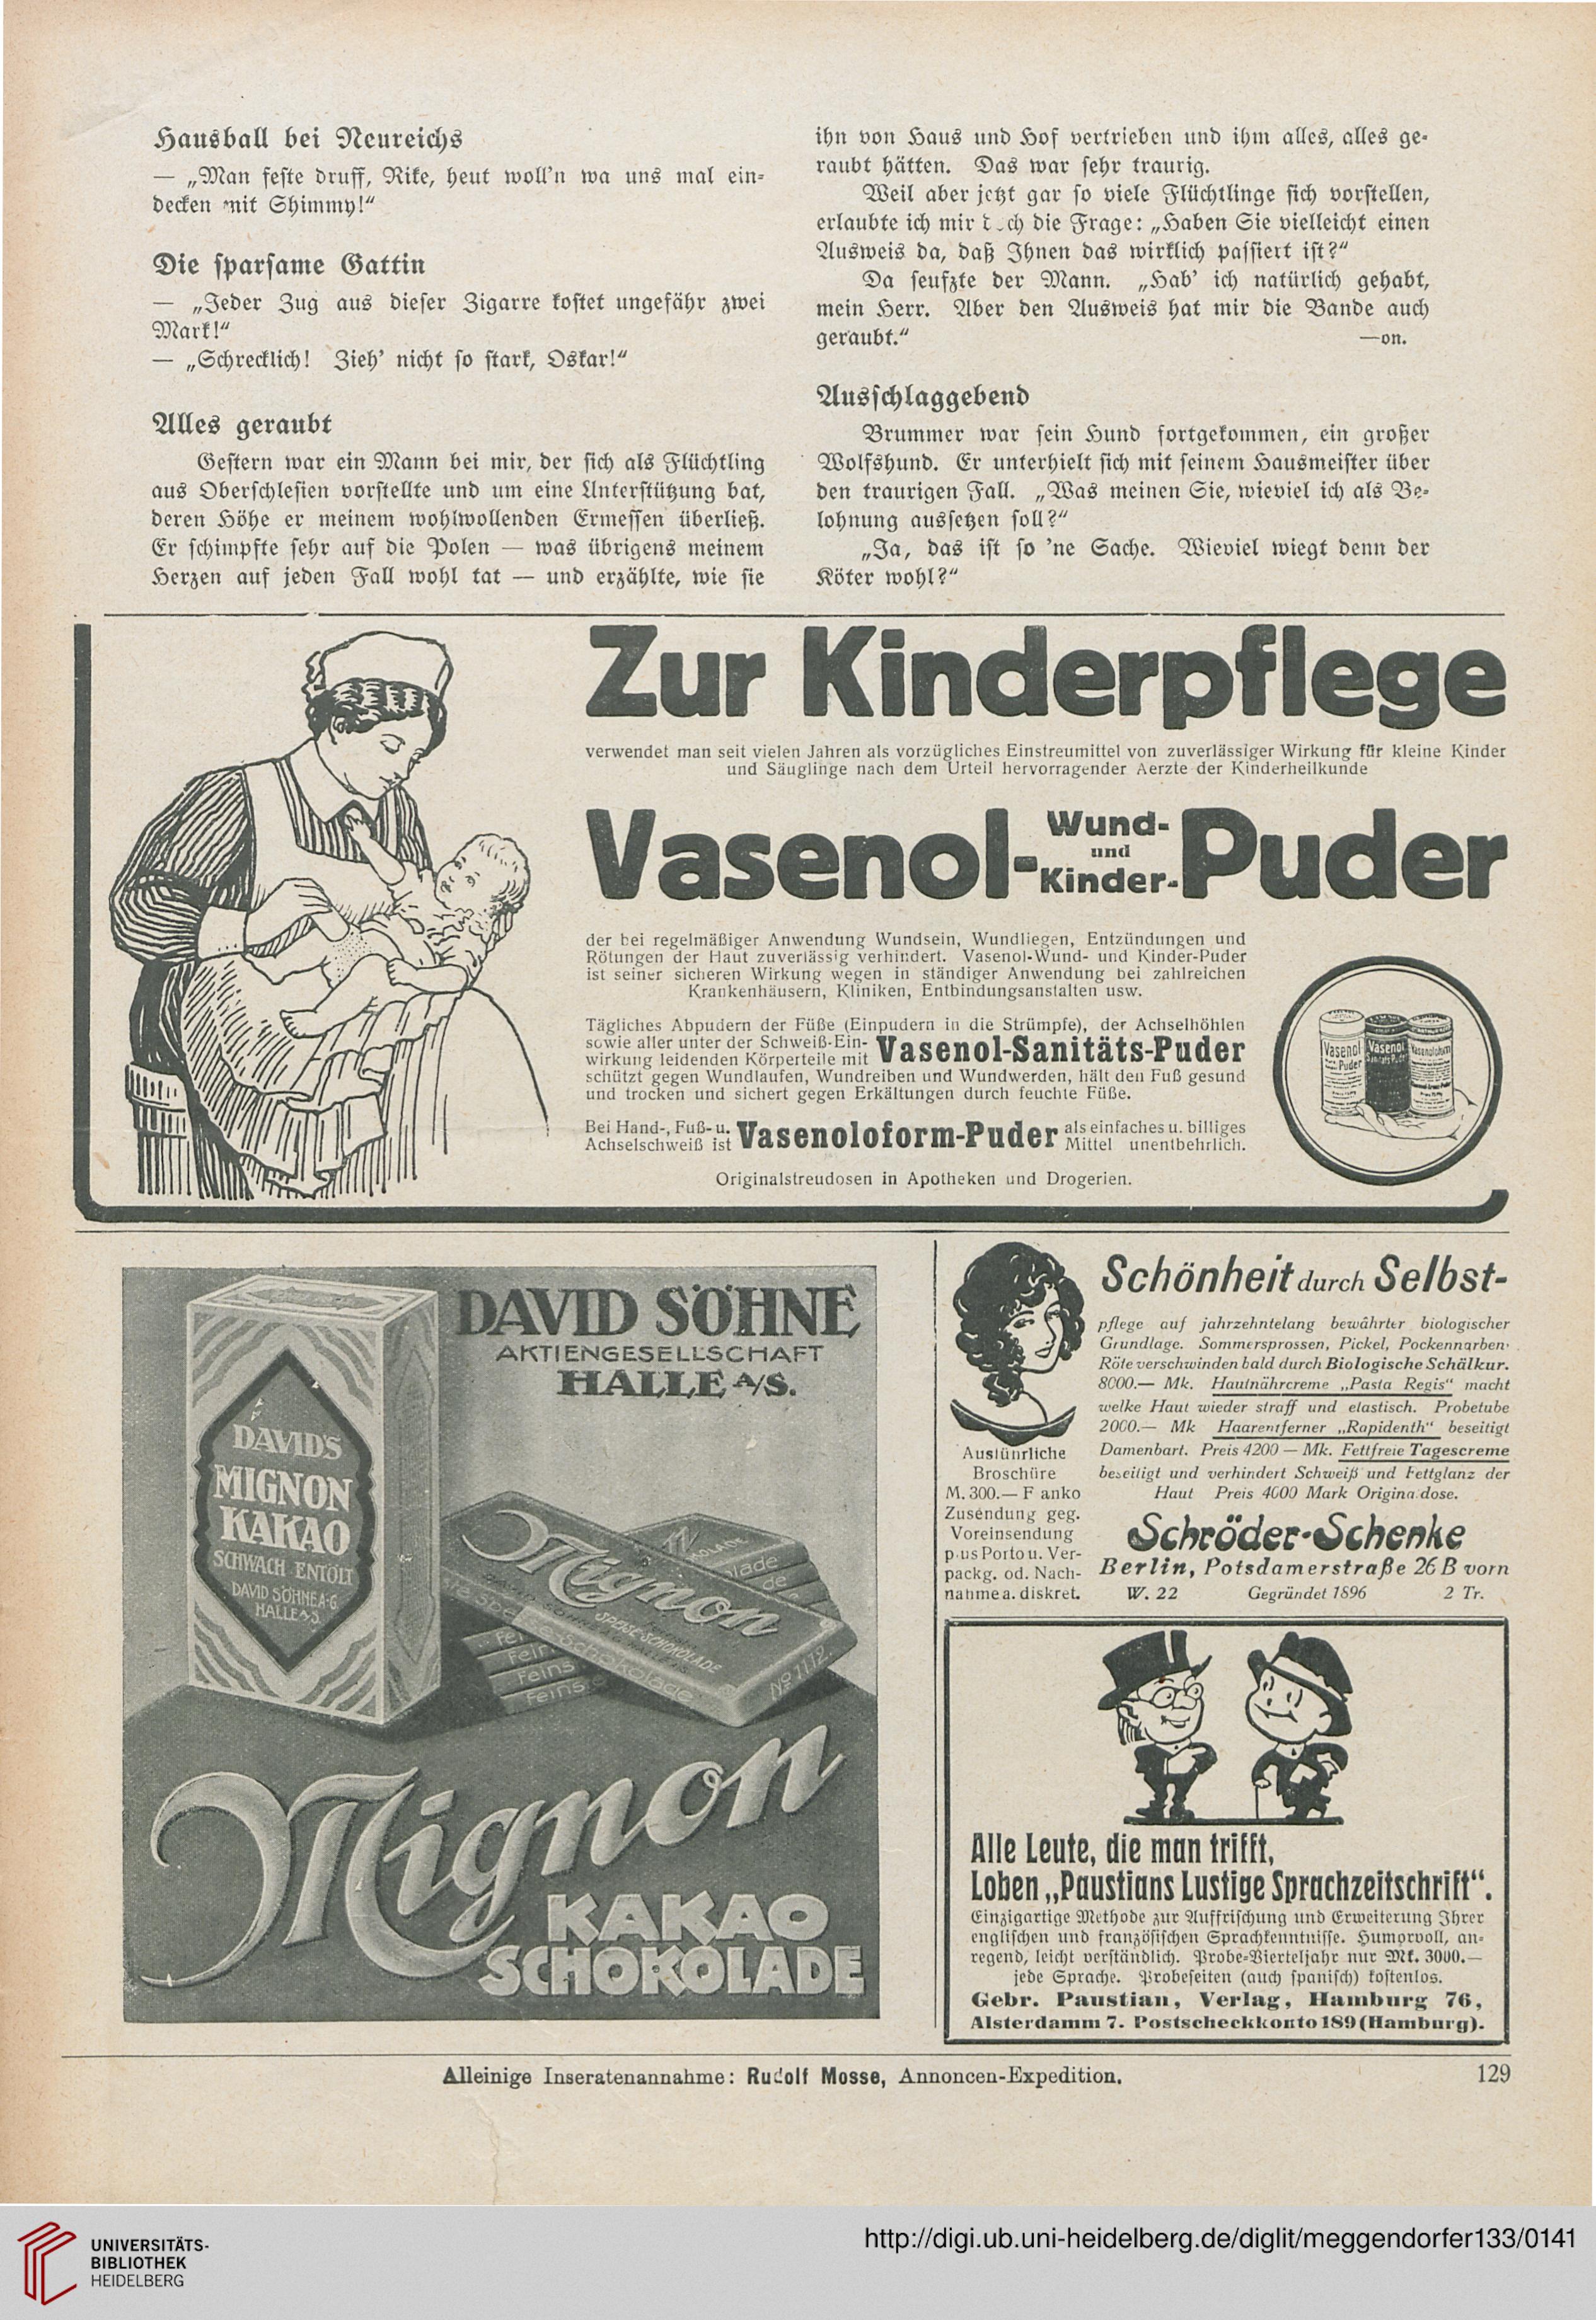 Hausball bei Neureichs
— „Man feste druff, Rike, heut woll'n wa uns mal ein-
decken mit Shimmy!“
Die sparsame Gattin
— „Jeder Zug aus dieser Zigarre kostet ungefähr zwei
Mark!“
— „Schrecklich! Zieh' nicht so stark, Oskar!“
Alles geraubt
Gestern war ein Mann bei mir, der sich als Flüchtling
aus Oberschlesien vorstellte und um eine Unterstützung bat,
deren Höhe er meinem wohlwollenden Ermessen überließ.
Er schimpfte sehr auf die Polen — was übrigens meinem
Herzen auf jeden Fall wohl tat — und erzählte, wie sie
ihn von Haus und Hof vertrieben und ihm alles, alles ge-
raubt hätten. Das war sehr traurig.
Weil aber jetzt gar so viele Flüchtlinge sich vorstellen,
erlaubte ich mir doch die Frage: „Haben Sie vielleicht einen
Ausweis da, daß Ihnen das wirklich passiert ist?“
Da seufzte der Mann. „Hab' ich natürlich gehabt,
mein Herr. Aber den Ausweis hat mir die Bande auch
geraubt.“ —on.
Ausschlaggebend
Brummer war sein Hund fortgekommen, ein großer
Wolfshund. Er unterhielt sich mit seinem Hausmeister über
den traurigen Fall. „Was meinen Sie, wieviel ich als Be-
lohnung aussetzen soll?“
„Ja, das ist so 'ne Sache. Wieviel wiegt denn der
Köter wohl?“
Zur Kinderpflege
verwendet man seit vielen Jahren als vorzügliches Einstreumittel von zuverlässiger Wirkung für kleine Kinder
und Säuglinge nach dem Urteil hervorragender Aerzte der Kinderheilkunde
Vasenol-Wund- und Kinder-Puder
der bei regelmäßiger Anwendung Wundsein, Wundliegen, Entzündungen und
Rötungen der Haut zuverlässig verhindert. Vasenol-Wund- und Kinder-Puder
ist seiner sicheren Wirkung wegen in ständiger Anwendung bei zahlreichen
Krankenhäusern, Kliniken, Entbindungsanstalten usw.
Tägliches Abpudern der Füße (Einpudern in die Strümpfe), der Achselhöhlen
sowie aller unter der Schweiß-Ein-
wirkung leidenden Körperteile mit Vasenol-Sanitäts-Puder
schützt gegen Wundlaufen, Wundreiben und Wundwerden, hält den Fuß gesund
und trocken und sichert gegen Erkältungen durch feuchte Füße.
Bei Hand-, Fuß- u.
Achselschweiß ist Vasenoloform-Puder als einfaches u. billiges
Mittel unentbehrlich.
Originalstreudosen in Apotheken und Drogerien.
Vasenol Puder
Vasenol Sanitäts-Puder
Vasenoloform
DAVID SÖHNE
AKTIENGESELLSCHAFT
HALLE A/S.
DAVID'S
MIGNON
KAKAO
SCHWACH ENTÖLT
DAVID SÖHNE A-G
HALLE A/S.
Mignon
SPEISE SCHOKOLADE
No 1112
Mignon
KAKAO
SCHOKOLADE
Schönheit durch Selbst-
pflege auf jahrzehntelang bewährter biologischer
Grundlage. Sommersprossen, Pickel, Pockennarben
Röte verschwinden bald durch Biologische Schälkur.
8000.— Mk. Hautnährcreme „Pasta Regis“ macht
welke Haut wieder straff und elastisch. Probetube
2000.— Mk Haarentferner „Rapidenth“ beseitigt
Damenbart. Preis 4200 — Mk. Fettfreie Tagescreme
beseitigt und verhindert Schweiß und Fettglanz der
Haut Preis 4000 Mark Originaldose.
Ausführliche
Broschüre
M. 300.— Franko
Zusendung geg.
Voreinsendung
plus Porto u. Ver-
packg. od. Nach-
nahme a. diskret.
Schröder-Schenke
Berlin, Potsdamerstraße 26 B vorn
W. 22 Gegründet 1896 2 Tr.
Alle Leute, die man trifft,
Loben „Paustians Lustige Sprachzeitschrift“.
Einzigartige Methode zur Auffrischung und Erweiterung Ihrer
englischen und französischen Sprachkenntnisse. Humorvoll, an-
regend, leicht verständlich. Probe-Vierteljahr nur Mk. 3000.—
jede Sprache. Probeseiten (auch spanisch) kostenlos.
Gebr. Paustian, Verlag, Hamburg 76,
Alsterdamm 7. Postscheckkonto 189 (Hamburg).
Alleinige Inseratenannahme: Rudolf Mosse, Annoncen-Expedition.
129
UNIVERSITÄTS-
BIBLIOTHEK
HEIDELBERG
http://digi.ub.uni-heidelberg.de/diglit/meggendorfer133/0141